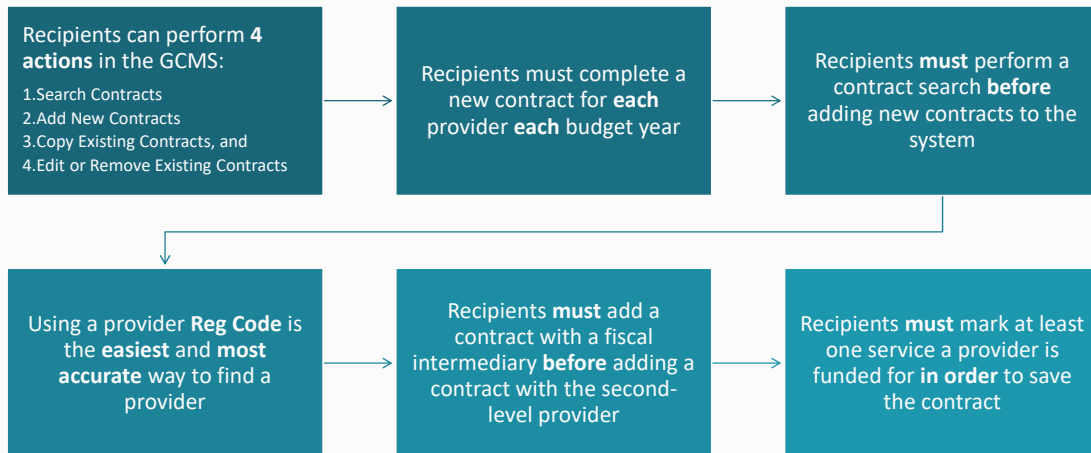 Recipients can perform 4
actions in the GCMS:
1.Search Contracts
2.Add New Contracts
3.Copy Existing Contracts, and
4.Edit or Remove Existing Contracts
Recipients must complete a
new contract for each
provider each budget year
Recipients must perform a
contract search before
adding new contracts to the
system
Using a provider Reg Code is
the easiest and most
accurate way to find a
provider
Recipients must add a
contract with a fiscal
intermediary before adding a
contract with the second-
level provider
Recipients must mark at least
one service a provider is
funded for in order to save
the contract